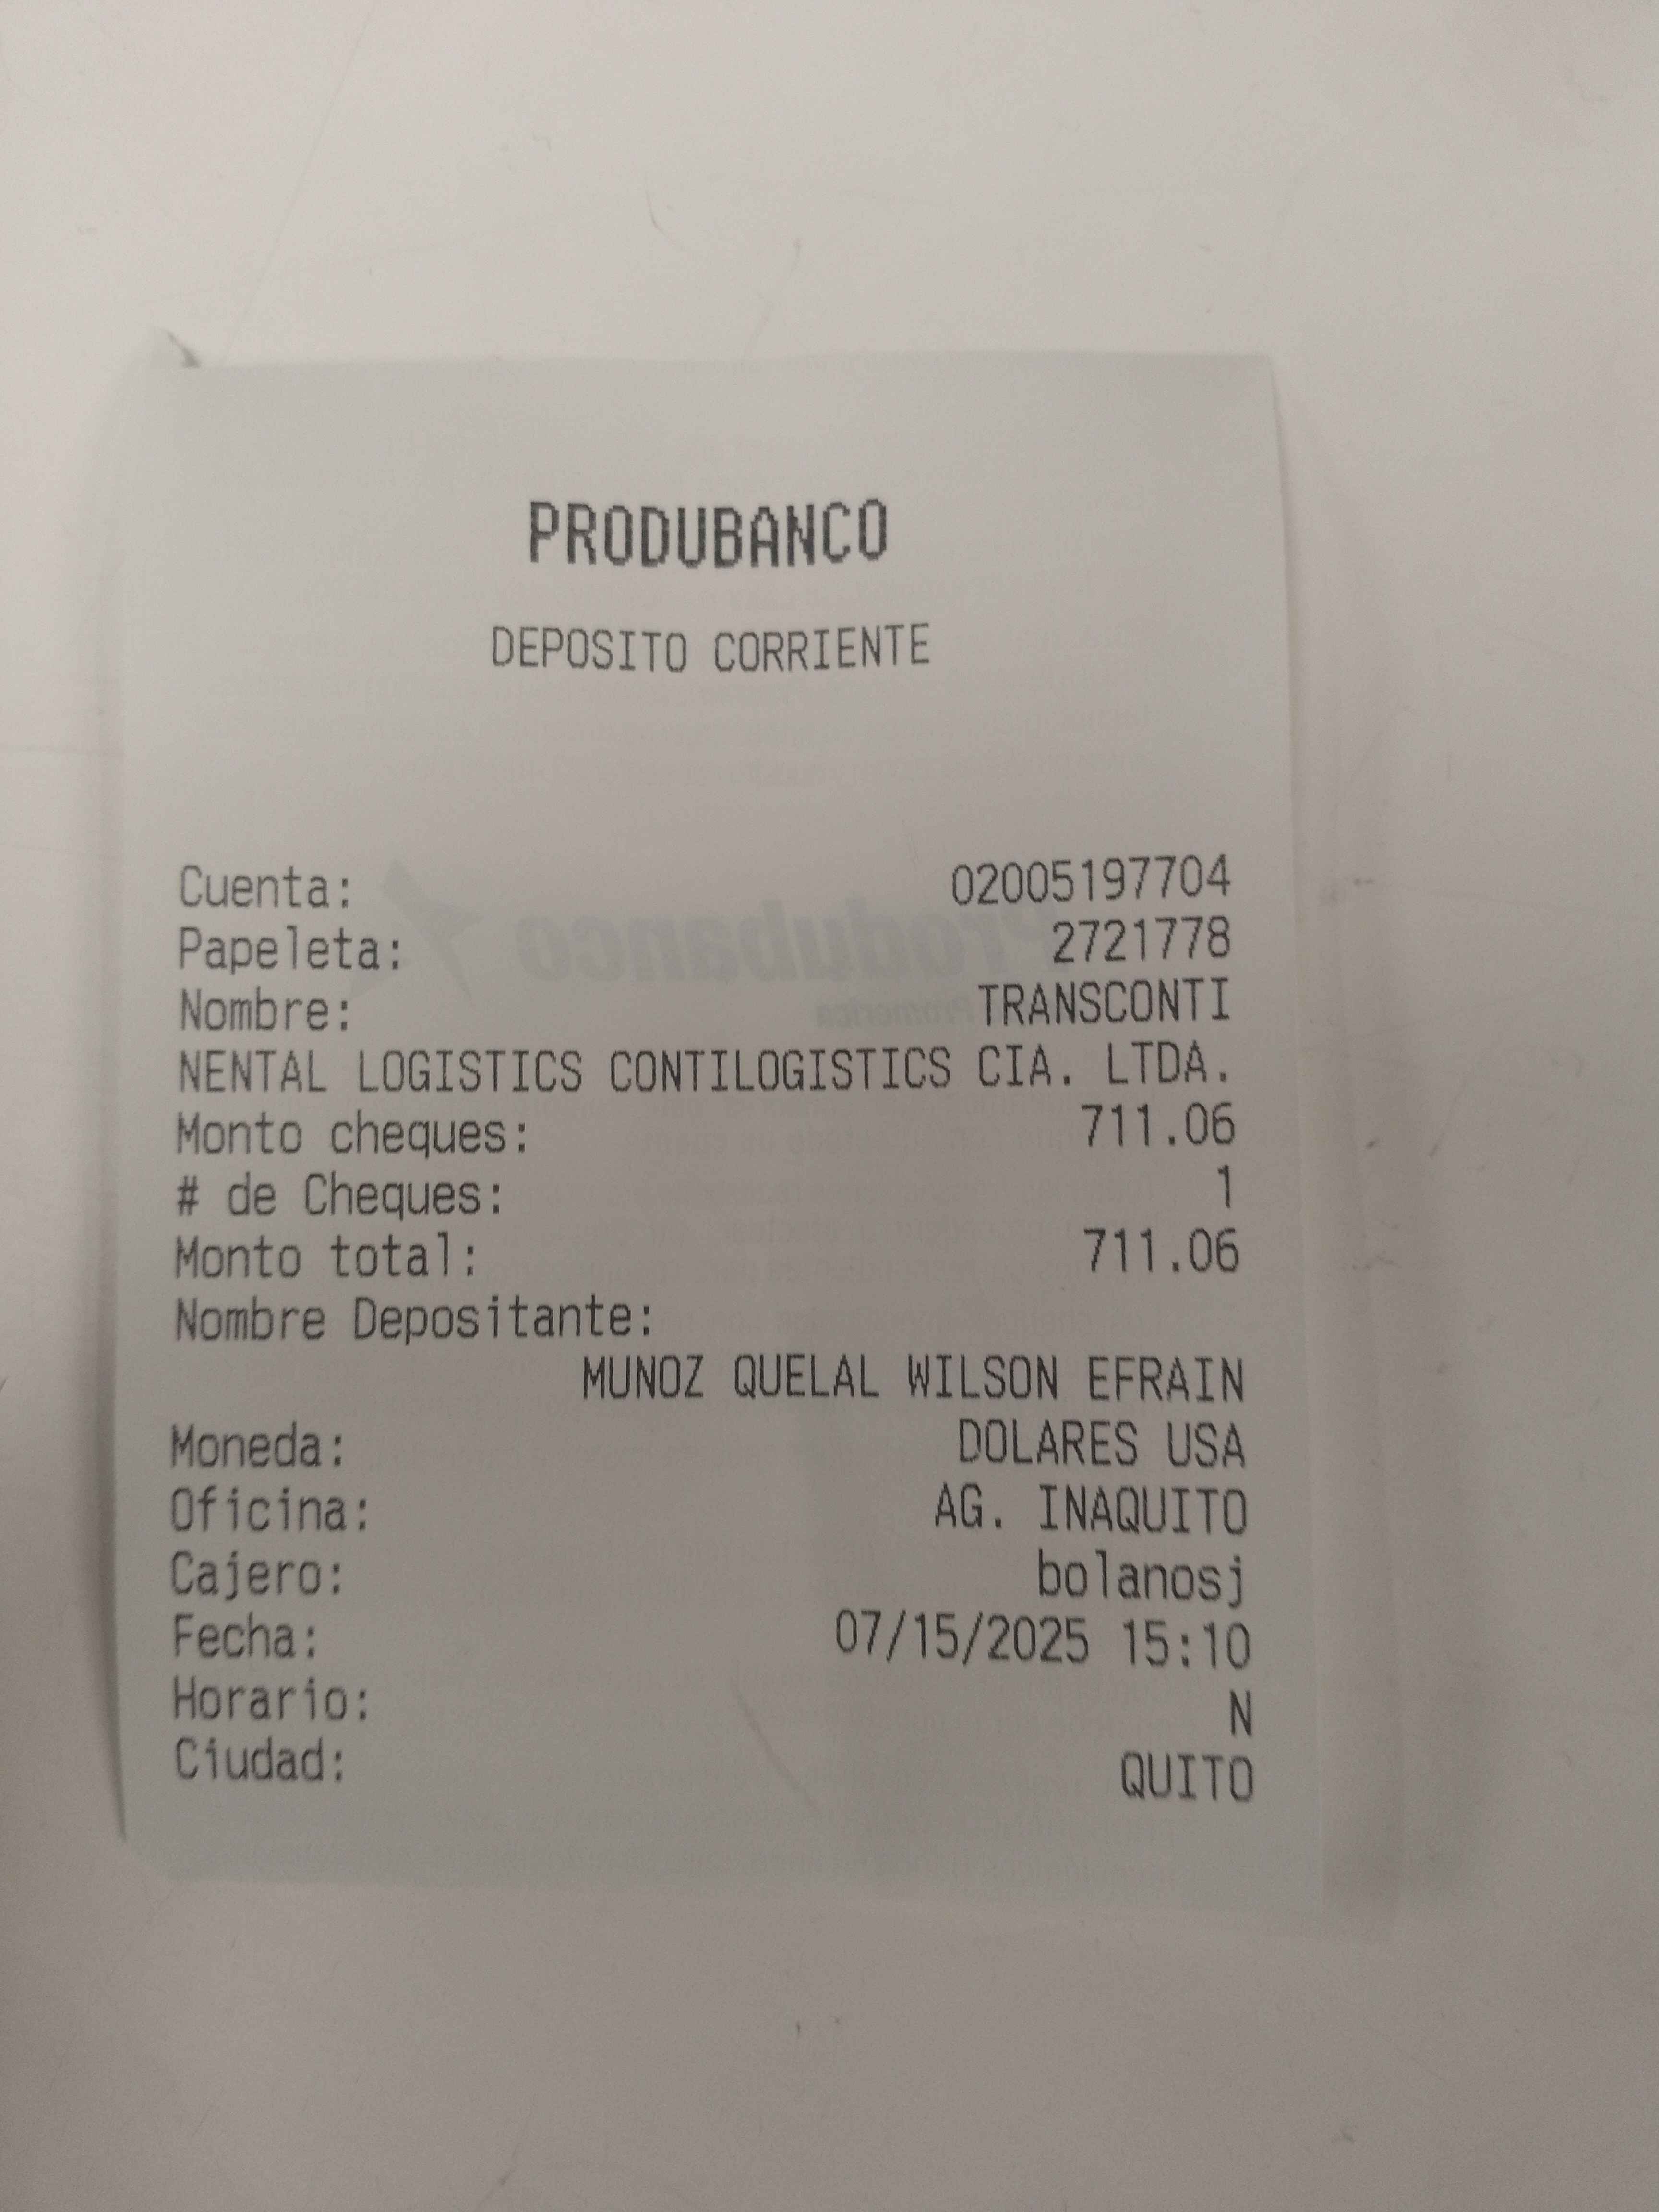 PRODUBANCO
DEPOSITO CORRIENTE
Cuenta: 02005197704
Papeleta: 2721778
Nombre: TRANSCONTI
NENTAL LOGISTICS CONTILOGISTICS CIA. LTDA.
Monto cheques: 711.06
# de Cheques: 1
Monto total: 711.06
Nombre Depositante:
MUNOZ QUELAL WILSON EFRAIN
Moneda: DOLARES USA
Oficina: AG. INAQUITO
Cajero: bolanosj
Fecha: 07/15/2025 15:10
Horario: N
Ciudad: QUITO
Produbanco